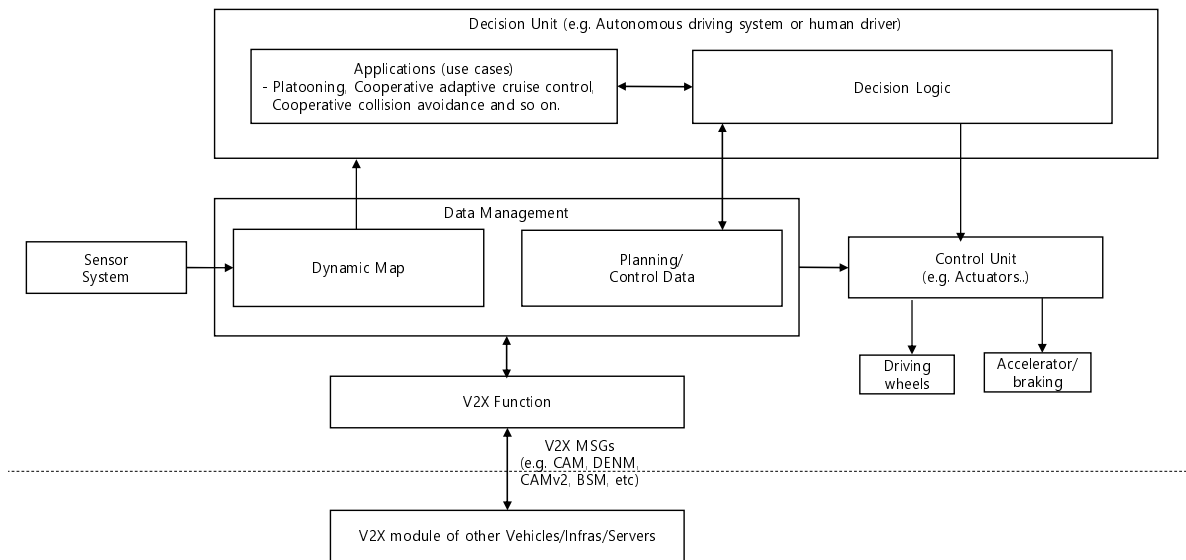 Decision Unit (e.g. Autonomous driving system or human driver)
Applications (use cases)
- Platooning, Cooperative adaptive cruise control,
Cooperative collision avoidance and so on.
Decision Logic
Data Management
Sensor
System
Dynamic Map
Planning/
Control Data
Control Unit
(e.g. Actuators..)
Driving
wheels
Accelerator/
braking
V2X Function
V2X MSGs
(e.g. CAM, DENM,
CAMv2, BSM, etc)
V2X module of other Vehicles/Infras/Servers